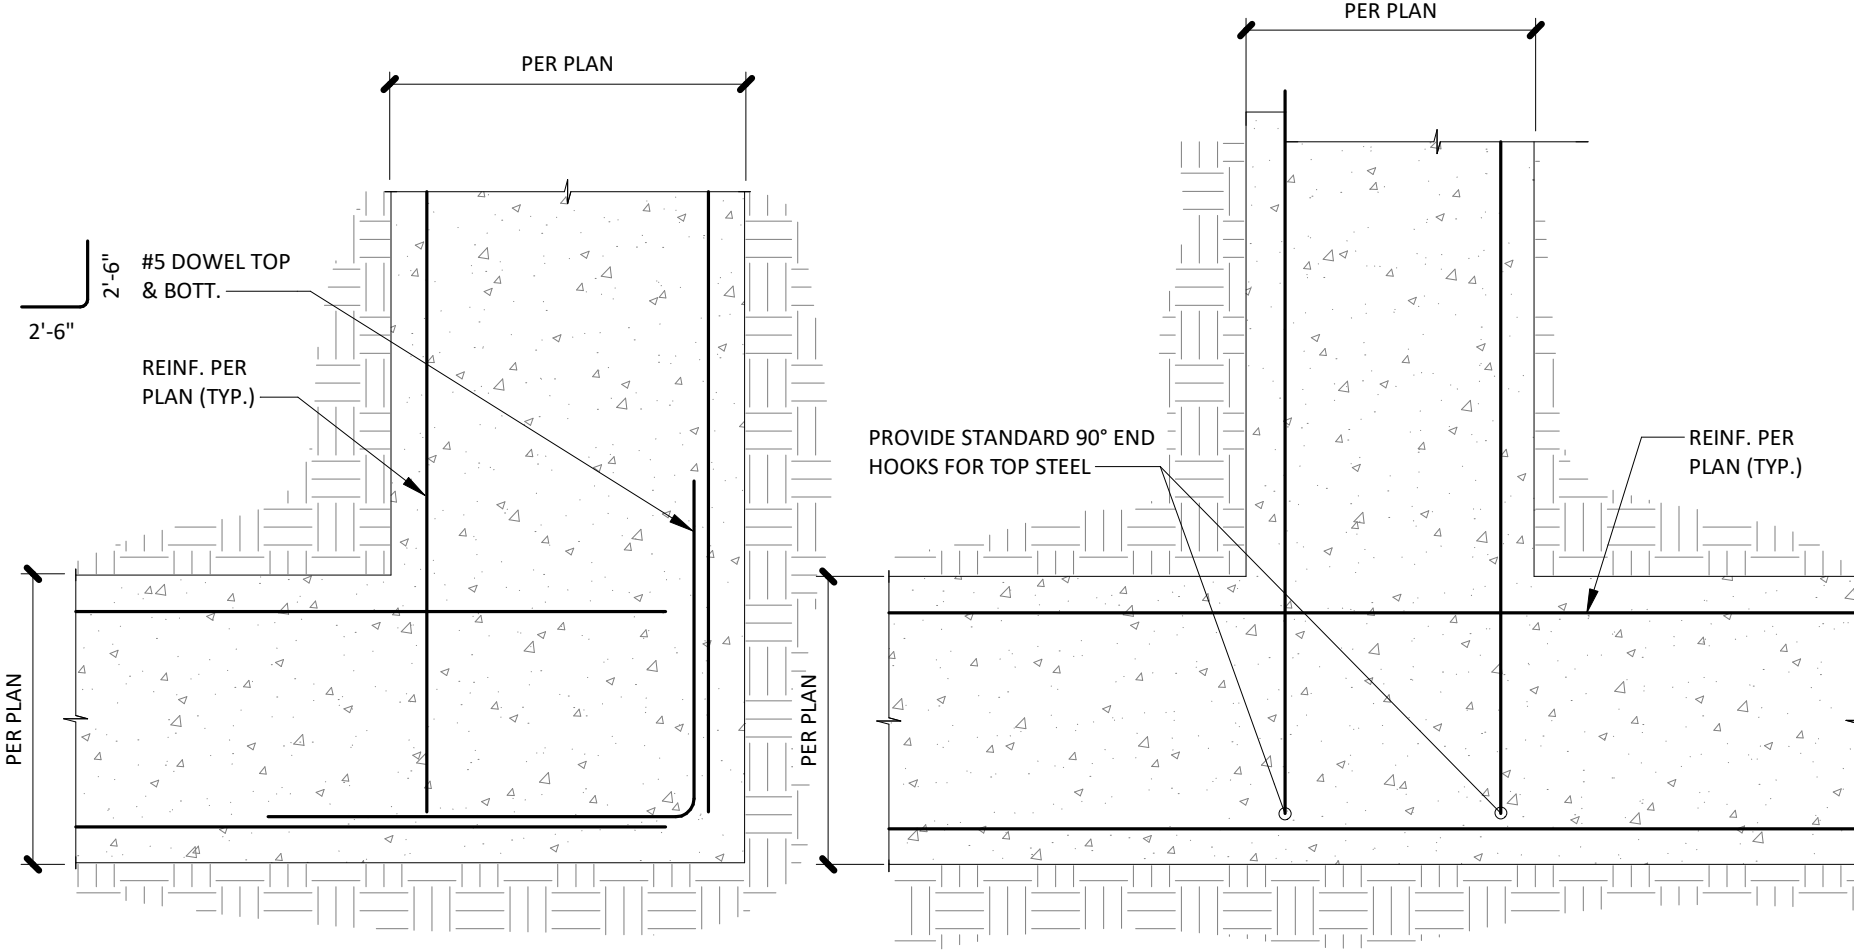 PER PLAN
#5 DOWEL TOP
& BOTT.
2'-6"
2'-6"
REINF. PER
PLAN (TYP.)
PER PLAN
PER PLAN
PROVIDE STANDARD 90° END
HOOKS FOR TOP STEEL
REINF. PER
PLAN (TYP.)
PER PLAN